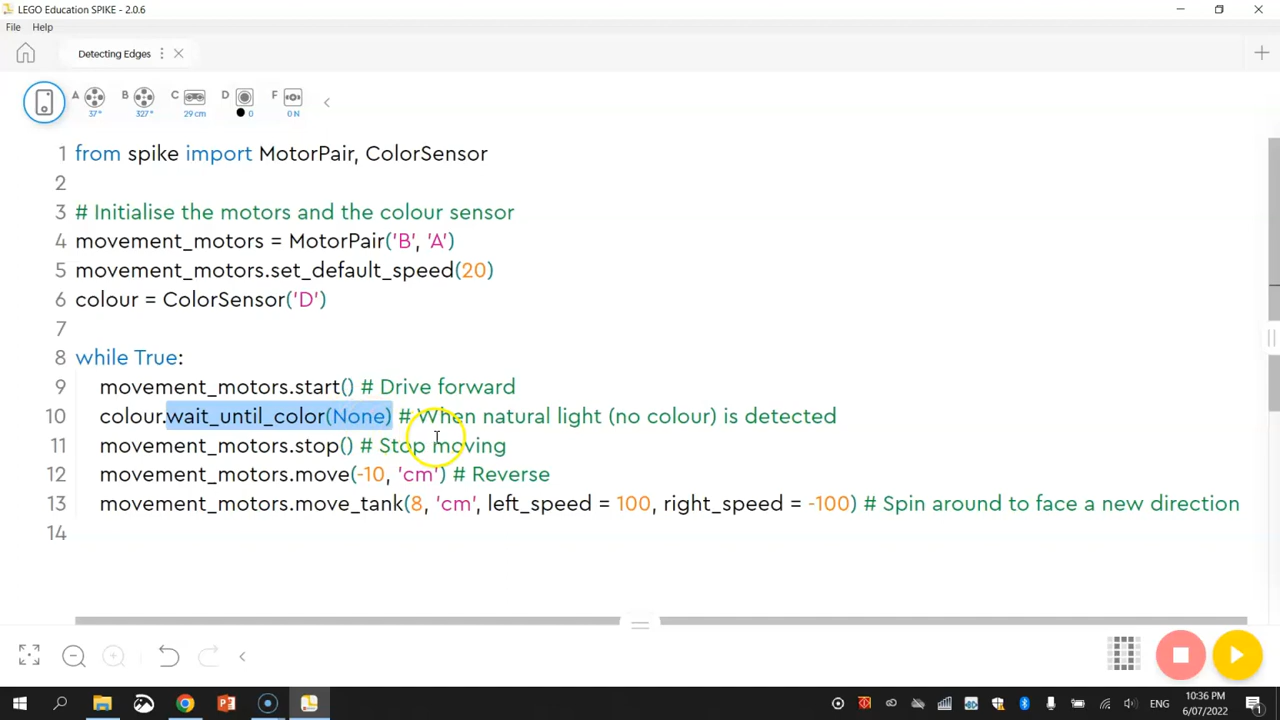 LEGO Education SPIKE - 2.0.6
File Help
Detecting Edges
A B C D F
37° 327° 29 cm 0 0 N
1 from spike import MotorPair, ColorSensor
2
3 # Initialise the motors and the colour sensor
4 movement_motors = MotorPair('B', 'A')
5 movement_motors.set_default_speed(20)
6 colour = ColorSensor('D')
7
8 while True:
9 movement_motors.start() # Drive forward
10 colour.wait_until_color(None) # When natural light (no colour) is detected
11 movement_motors.stop() # Stop moving
12 movement_motors.move(-10, 'cm') # Reverse
13 movement_motors.move_tank(8, 'cm', left_speed = 100, right_speed = -100) # Spin around to face a new direction
14
ENG
10:36 PM
6/07/2022
1